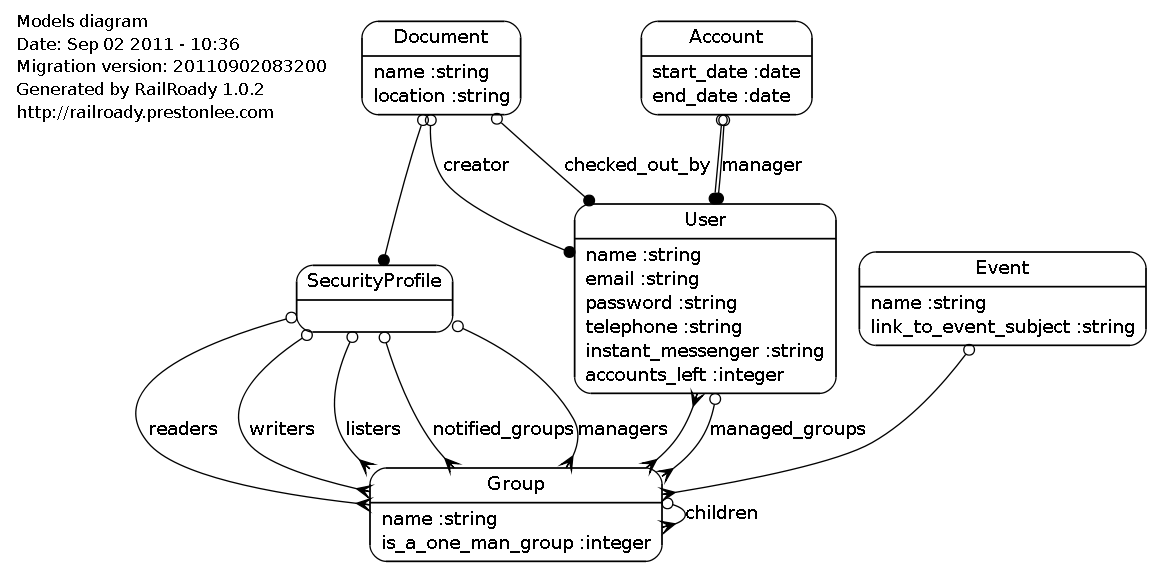 Models diagram
Date: Sep 02 2011 - 10:36
Migration version: 20110902083200
Generated by RailRoady 1.0.2
http://railroady.prestonlee.com
Document
name :string
location :string
Account
start_date :date
end_date :date
creator
checked_out_by
manager
User
name :string
email :string
password :string
telephone :string
instant_messenger :string
accounts_left :integer
SecurityProfile
Event
name :string
link_to_event_subject :string
readers
writers
listers
notified_groups
managers
managed_groups
Group
name :string
is_a_one_man_group :integer
children